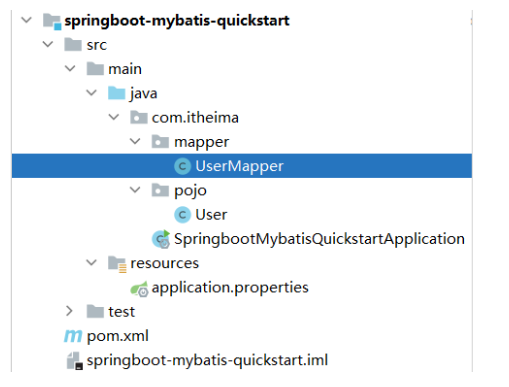 springboot-mybatis-quickstart
src
main
java
com.itheima
mapper
UserMapper
pojo
User
SpringbootMybatisQuickstartApplication
resources
application.properties
test
pom.xml
springboot-mybatis-quickstart.iml